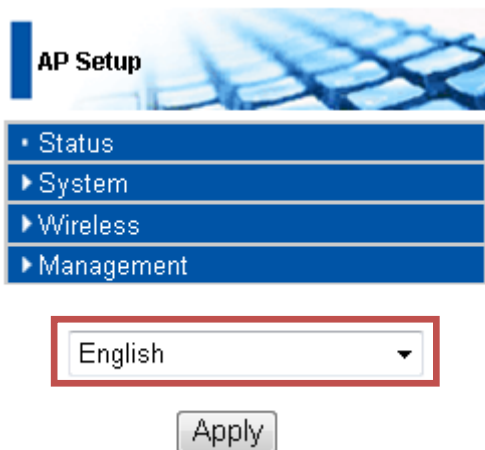 AP Setup
Status
System
Wireless
Management
English
Apply